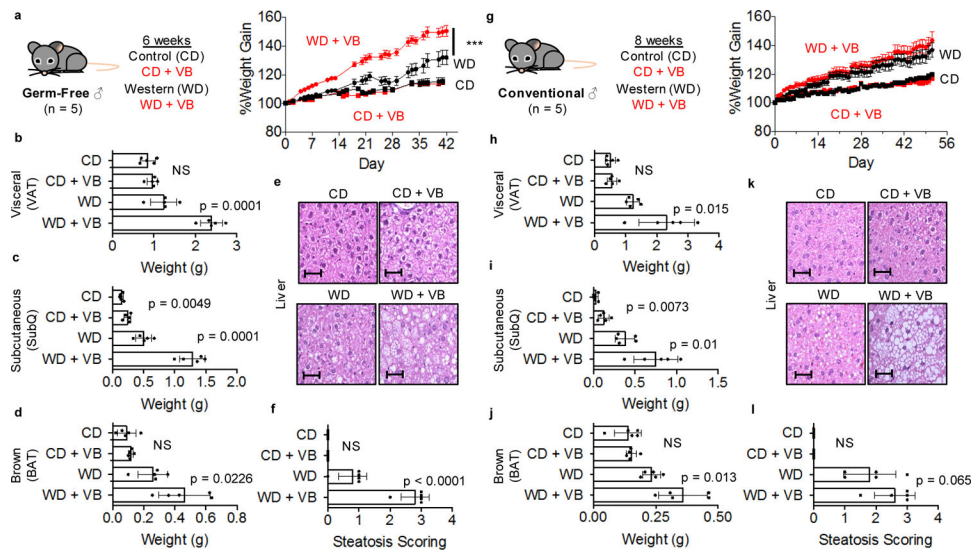 a
Germ-Free ♂
(n = 5)
6 weeks
Control (CD)
CD + VB
Western (WD)
WD + VB
%Weight Gain
160
140
120
100
80
WD + VB
WD
CD
CD + VB
***
0 7 14 21 28 35 42
Day
b
Visceral
(VAT)
CD
CD + VB
WD
WD + VB
NS
p = 0.0001
0 1 2 3
Weight (g)
c
Subcutaneous
(SubQ)
CD
CD + VB
WD
WD + VB
p = 0.0049
p = 0.0001
0.0 0.5 1.0 1.5 2.0
Weight (g)
d
Brown
(BAT)
CD
CD + VB
WD
WD + VB
NS
p = 0.0226
0.0 0.2 0.4 0.6 0.8
Weight (g)
e
Liver
CD
CD + VB
WD
WD + VB
f
CD
CD + VB
WD
WD + VB
NS
p < 0.0001
0 1 2 3 4
Steatosis Scoring
g
Conventional ♂
(n = 5)
8 weeks
Control (CD)
CD + VB
Western (WD)
WD + VB
%Weight Gain
160
140
120
100
80
WD + VB
WD
CD
CD + VB
0 14 29 42 56
Day
h
Visceral
(VAT)
CD
CD + VB
WD
WD + VB
NS
p = 0.015
0 1 2 3 4
Weight (g)
i
Subcutaneous
(SubQ)
CD
CD + VB
WD
WD + VB
p = 0.0073
p = 0.01
0.0 0.5 1.0 1.5
Weight (g)
j
Brown
(BAT)
CD
CD + VB
WD
WD + VB
NS
p = 0.013
0.00 0.25 0.50
Weight (g)
k
Liver
CD
CD + VB
WD
WD + VB
l
CD
CD + VB
WD
WD + VB
NS
p = 0.065
0 1 2 3 4
Steatosis Scoring